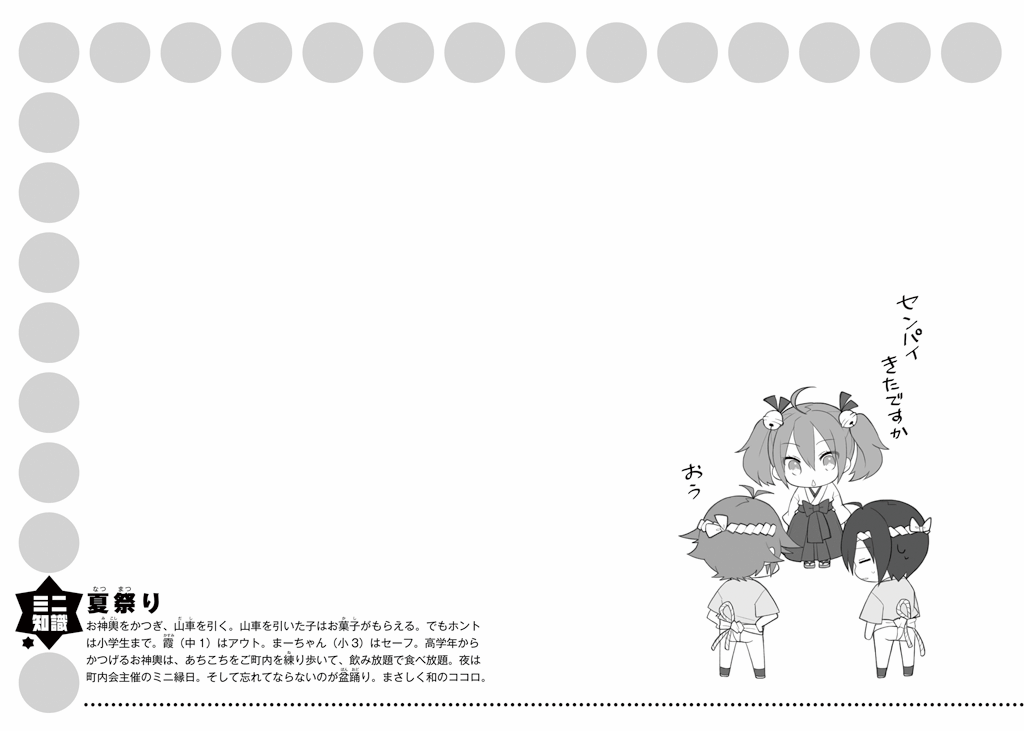 センパイ
きたですか
おう
ミニ
知識
夏祭り
お神輿をかつぎ、山車を引く。山車を引いた子はお菓子がもらえる。でもホント
は小学生まで。霞（中1）はアウト。まーちゃん（小3）はセーフ。高学年から
かつげるお神輿は、あちこちをご町内を練り歩いて、飲み放題で食べ放題。夜は
町内会主催のミニ縁日。そして忘れてならないのが盆踊り。まさしく和のココロ。